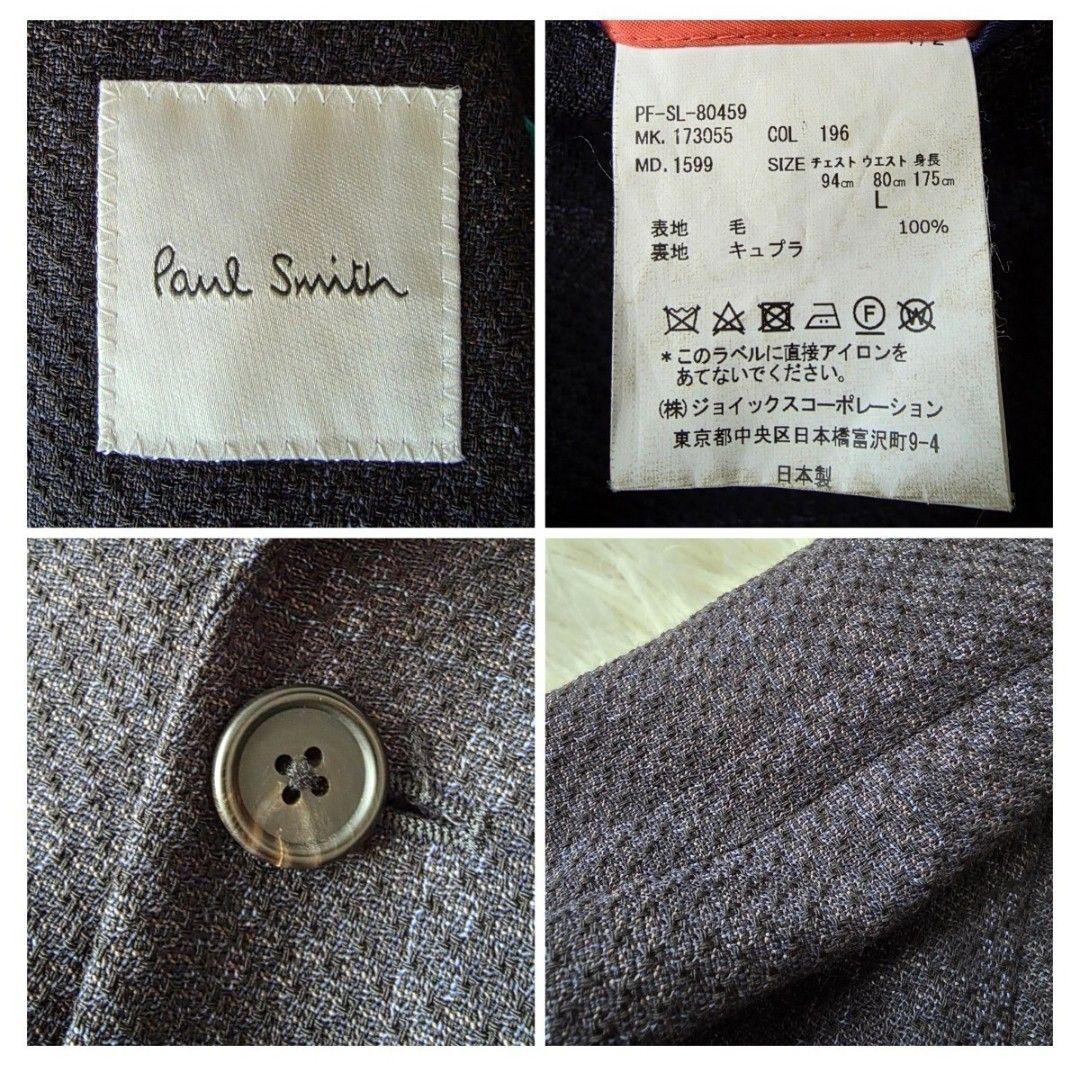 Paul Smith
PF-SL-80459
MK. 173055 COL 196
MD. 1599 SIZE チェスト ウエスト 身長
94cm 80cm 175cm
L
表地 毛 100%
裏地 キュプラ
F W
*このラベルに直接アイロンを
あてないでください。
(株)ジョイックスコーポレーション
東京都中央区日本橋富沢町9-4
日本製